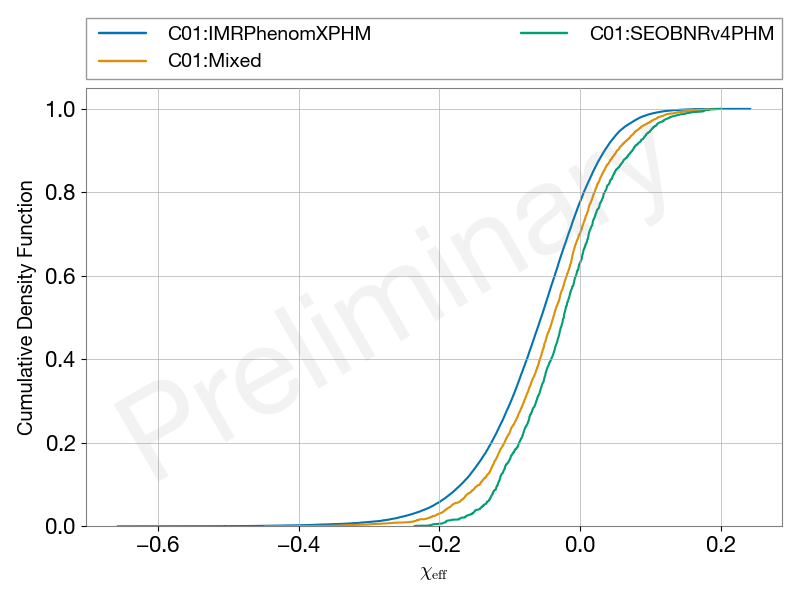 C01:IMRPhenomXPHM
C01:Mixed
C01:SEOBNRv4PHM
Preliminary
Cumulative Density Function
1.0
0.8
0.6
0.4
0.2
0.0
−0.6
−0.4
−0.2
0.0
0.2
χeff